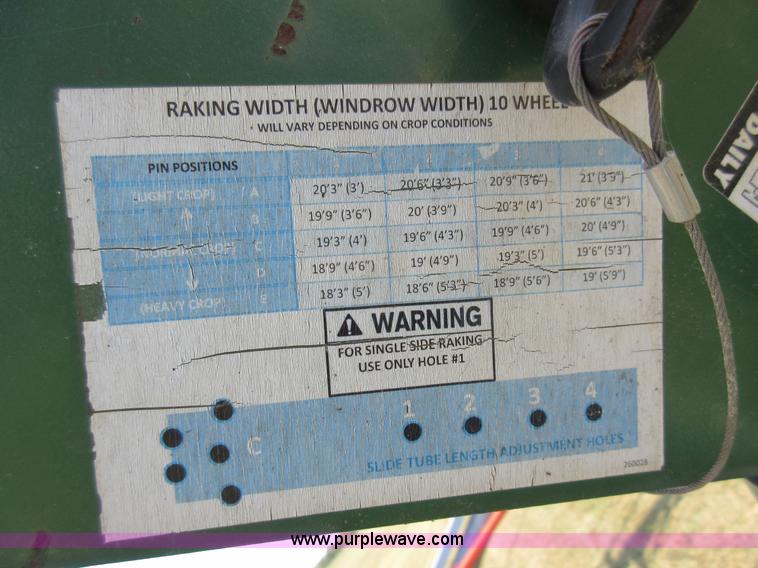 RAKING WIDTH (WINDROW WIDTH) 10 WHEEL
* WILL VARY DEPENDING ON CROP CONDITIONS
PIN POSITIONS 1 2 3 4
(LIGHT CROP) A 20'3" (3') 20'6" (3'3") 20'9" (3'6") 21' (3'9")
B 19'9" (3'6") 20' (3'9") 20'3" (4') 20'6" (4'3")
(NORMAL CROP) C 19'3" (4') 19'6" (4'3") 19'9" (4'6") 20' (4'9")
D 18'9" (4'6") 19' (4'9") 19'3" (5') 19'6" (5'3")
(HEAVY CROP) E 18'3" (5') 18'6" (5'3") 18'9" (5'6") 19' (5'9")
WARNING
FOR SINGLE SIDE RAKING
USE ONLY HOLE #1
1 2 3 4
C
SLIDE TUBE LENGTH ADJUSTMENT HOLES
260028
DAILY
www.purplewave.com